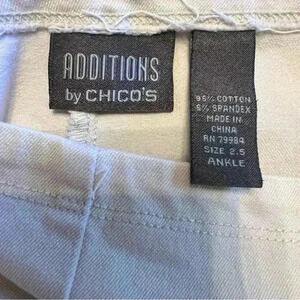 ADDITIONS
by CHICO'S
95% COTTON
5% SPANDEX
MADE IN
CHINA
RN 79984
SIZE 2.5
ANKLE